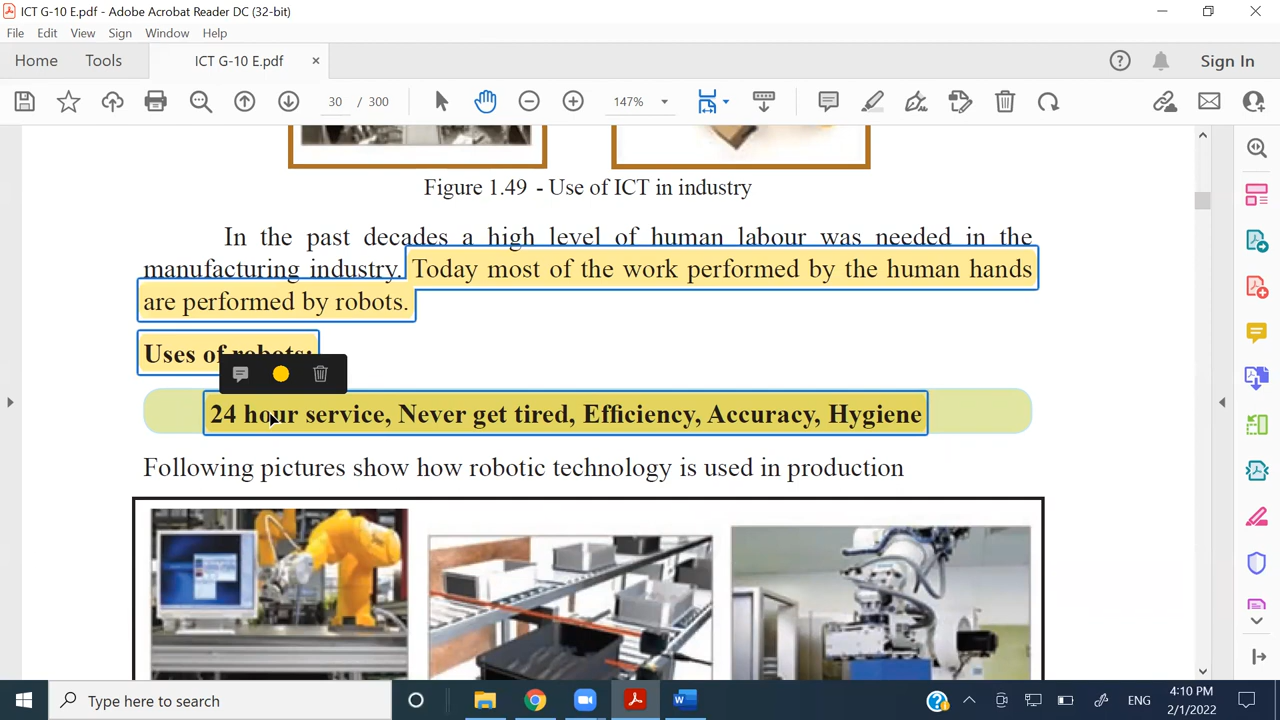 ICT G-10 E.pdf - Adobe Acrobat Reader DC (32-bit)
File Edit View Sign Window Help
Home Tools ICT G-10 E.pdf × Sign In
30 / 300 147%
Figure 1.49 - Use of ICT in industry
In the past decades a high level of human labour was needed in the
manufacturing industry. Today most of the work performed by the human hands
are performed by robots.
Uses of robots:
24 hour service, Never get tired, Efficiency, Accuracy, Hygiene
Following pictures show how robotic technology is used in production
Type here to search
ENG
4:10 PM
2/1/2022